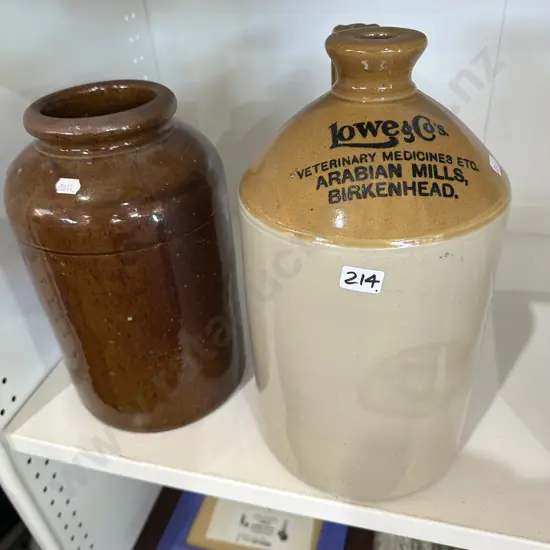 Lowe & Co's.
VETERINARY MEDICINES ETC.
ARABIAN MILLS,
BIRKENHEAD.
214